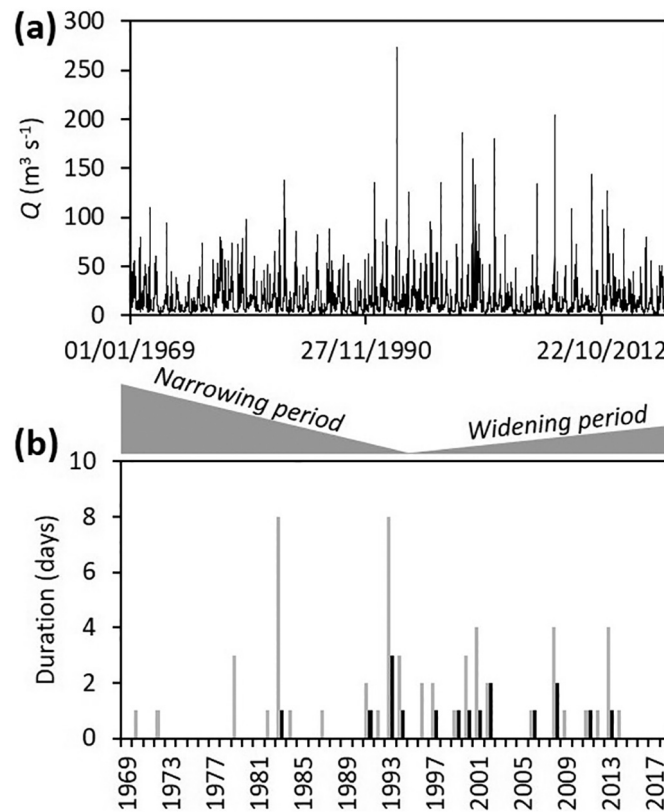 (a)
Q (m³ s⁻¹)
300
250
200
150
100
50
0
01/01/1969 27/11/1990 22/10/2012
Narrowing period
Widening period
(b)
Duration (days)
10
8
6
4
2
0
1969 1973 1977 1981 1985 1989 1993 1997 2001 2005 2009 2013 2017